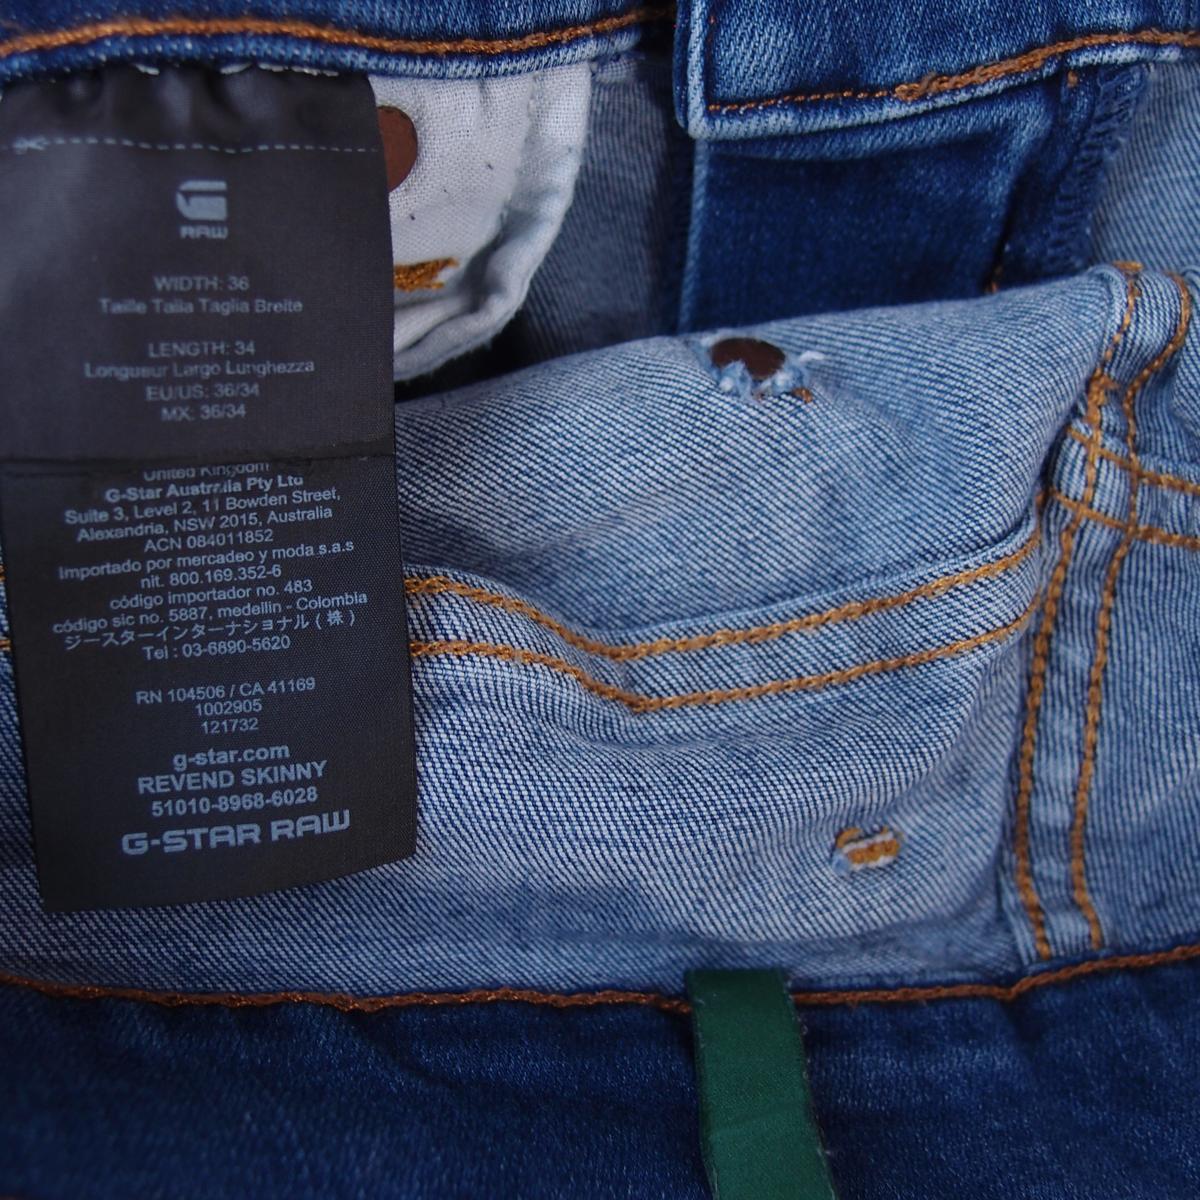 RAW
WIDTH: 36
Taille Talla Taglia Breite
LENGTH: 34
Longueur Largo Lunghezza
EU/US: 36/34
MX: 36/34
United Kingdom
G-Star Australia Pty Ltd
Suite 3, Level 2, 11 Bowden Street,
Alexandria, NSW 2015, Australia
ACN 084011852
Importado por mercadeo y moda s.a.s
nit. 800.169.352-6
código importador no. 483
código sic no. 5887, medellin - Colombia
ジースターインターナショナル ( 株 )
Tel : 03-6890-5620
RN 104506 / CA 41169
1002905
121732
g-star.com
REVEND SKINNY
51010-8968-6028
G-STAR RAW